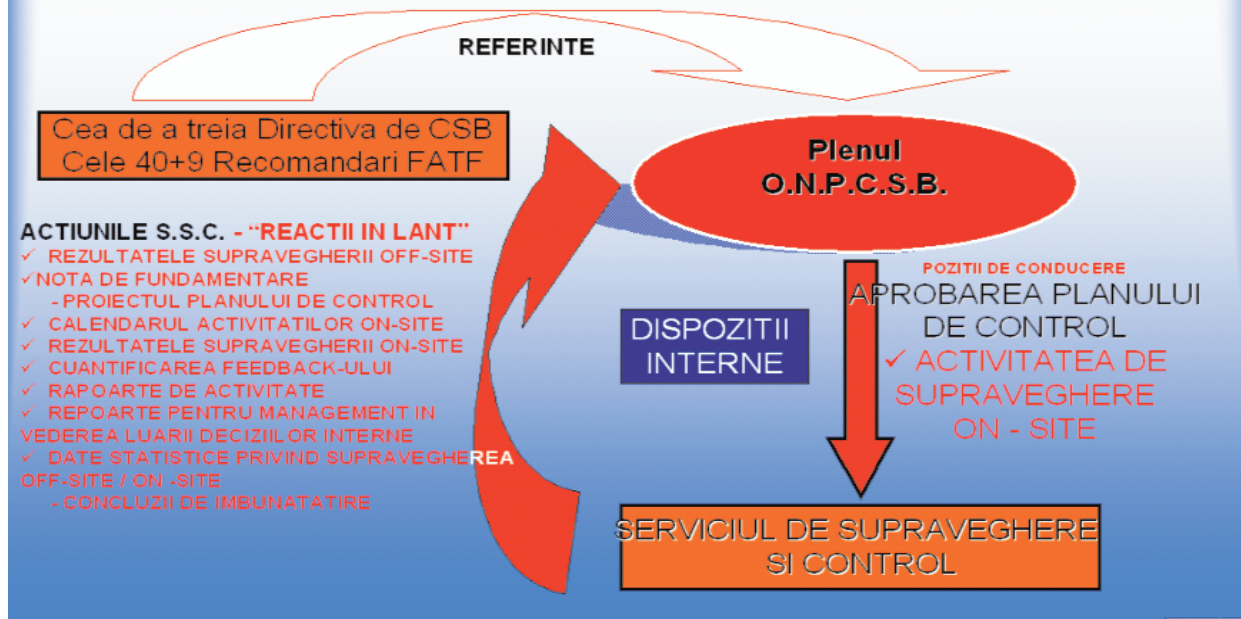 REFERINTE
Cea de a treia Directiva de CSB
Cele 40+9 Recomandari FATF
Plenul
O.N.P.C.S.B.
ACTIUNILE S.S.C. - “REACTII IN LANT”
✓ REZULTATELE SUPRAVEGHERII OFF-SITE
✓NOTA DE FUNDAMENTARE
- PROIECTUL PLANULUI DE CONTROL
✓ CALENDARUL ACTIVITATILOR ON-SITE
✓ REZULTATELE SUPRAVEGHERII ON-SITE
✓ CUANTIFICAREA FEEDBACK-ULUI
✓ RAPOARTE DE ACTIVITATE
✓ REPOARTE PENTRU MANAGEMENT IN
VEDEREA LUARII DECIZIILOR INTERNE
✓ DATE STATISTICE PRIVIND SUPRAVEGHEREA
OFF-SITE / ON -SITE
- CONCLUZII DE IMBUNATATIRE
DISPOZITII
INTERNE
POZITII DE CONDUCERE
APROBAREA PLANULUI
DE CONTROL
✓ ACTIVITATEA DE
SUPRAVEGHERE
ON - SITE
SERVICIUL DE SUPRAVEGHERE
SI CONTROL